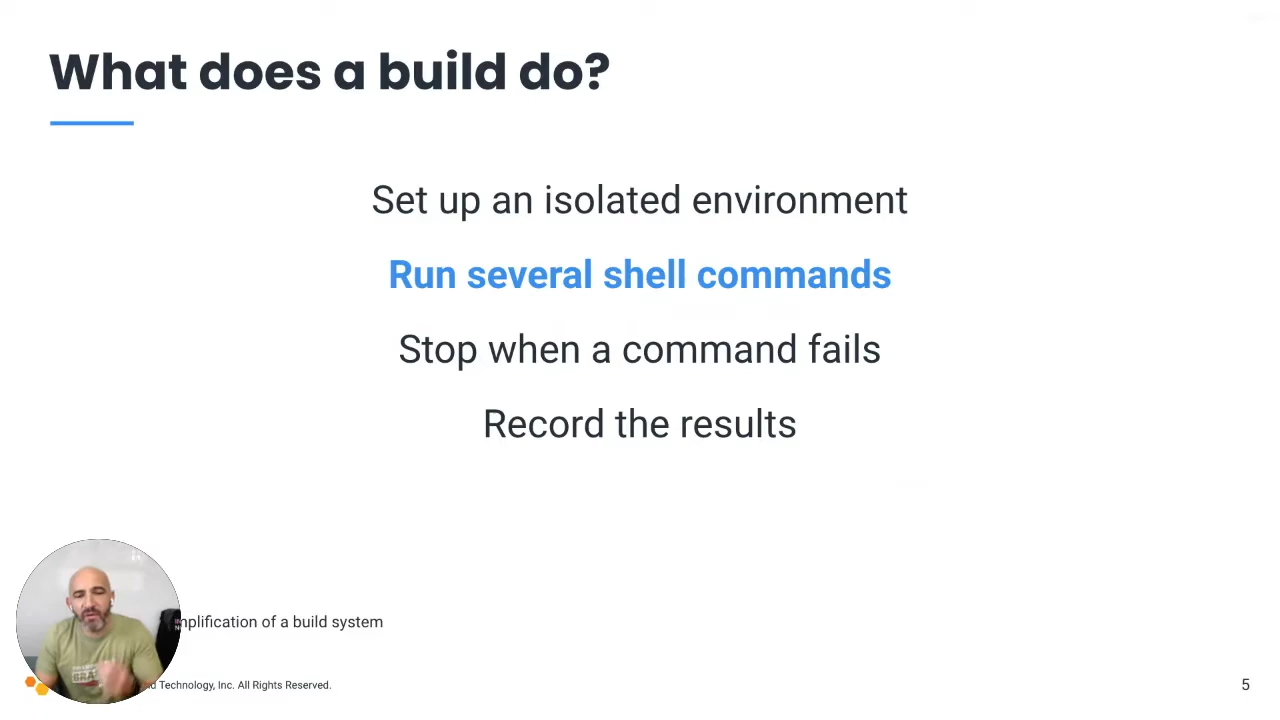 What does a build do?
Set up an isolated environment
Run several shell commands
Stop when a command fails
Record the results
mplification of a build system
d Technology, Inc. All Rights Reserved.
5